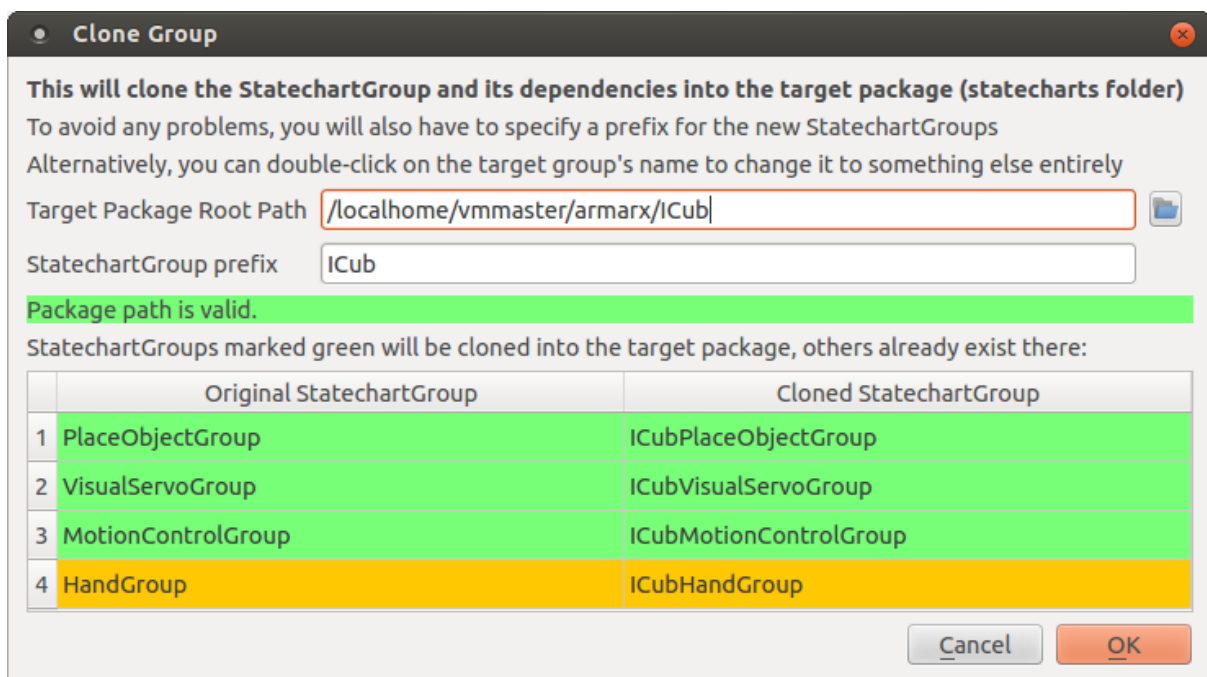 Clone Group
This will clone the StatechartGroup and its dependencies into the target package (statecharts folder)
To avoid any problems, you will also have to specify a prefix for the new StatechartGroups
Alternatively, you can double-click on the target group's name to change it to something else entirely
Target Package Root Path /localhome/vmmaster/armarx/ICub
StatechartGroup prefix ICub
Package path is valid.
StatechartGroups marked green will be cloned into the target package, others already exist there:
Original StatechartGroup Cloned StatechartGroup
1 PlaceObjectGroup ICubPlaceObjectGroup
2 VisualServoGroup ICubVisualServoGroup
3 MotionControlGroup ICubMotionControlGroup
4 HandGroup ICubHandGroup
Cancel OK